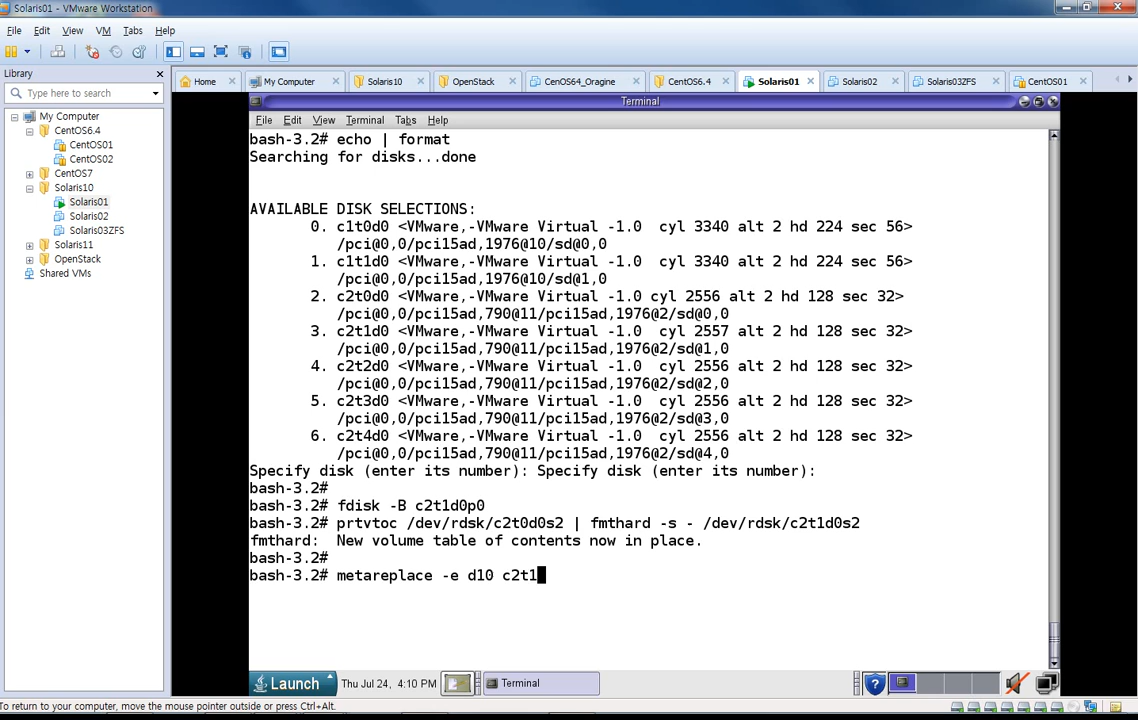 Solaris01 - VMware Workstation
File Edit View VM Tabs Help
Library
Type here to search
My Computer
CentOS6.4
CentOS01
CentOS02
CentOS7
Solaris10
Solaris01
Solaris02
Solaris03ZFS
Solaris11
OpenStack
Shared VMs
Home My Computer Solaris10 OpenStack CenOS64_Oragine CentOS6.4 Solaris01 Solaris02 Solaris03ZFS CentOS01
Terminal
File Edit View Terminal Tabs Help
bash-3.2# echo | format
Searching for disks...done
AVAILABLE DISK SELECTIONS:
0. c1t0d0 <VMware,-VMware Virtual -1.0 cyl 3340 alt 2 hd 224 sec 56>
/pci@0,0/pci15ad,1976@10/sd@0,0
1. c1t1d0 <VMware,-VMware Virtual -1.0 cyl 3340 alt 2 hd 224 sec 56>
/pci@0,0/pci15ad,1976@10/sd@1,0
2. c2t0d0 <VMware,-VMware Virtual -1.0 cyl 2556 alt 2 hd 128 sec 32>
/pci@0,0/pci15ad,790@11/pci15ad,1976@2/sd@0,0
3. c2t1d0 <VMware,-VMware Virtual -1.0 cyl 2557 alt 2 hd 128 sec 32>
/pci@0,0/pci15ad,790@11/pci15ad,1976@2/sd@1,0
4. c2t2d0 <VMware,-VMware Virtual -1.0 cyl 2556 alt 2 hd 128 sec 32>
/pci@0,0/pci15ad,790@11/pci15ad,1976@2/sd@2,0
5. c2t3d0 <VMware,-VMware Virtual -1.0 cyl 2556 alt 2 hd 128 sec 32>
/pci@0,0/pci15ad,790@11/pci15ad,1976@2/sd@3,0
6. c2t4d0 <VMware,-VMware Virtual -1.0 cyl 2556 alt 2 hd 128 sec 32>
/pci@0,0/pci15ad,790@11/pci15ad,1976@2/sd@4,0
Specify disk (enter its number): Specify disk (enter its number):
bash-3.2#
bash-3.2# fdisk -B c2t1d0p0
bash-3.2# prtvtoc /dev/rdsk/c2t0d0s2 | fmthard -s - /dev/rdsk/c2t1d0s2
fmthard: New volume table of contents now in place.
bash-3.2#
bash-3.2# metareplace -e d10 c2t1
Launch Thu Jul 24, 4:10 PM Terminal
To return to your computer, move the mouse pointer outside or press Ctrl+Alt.